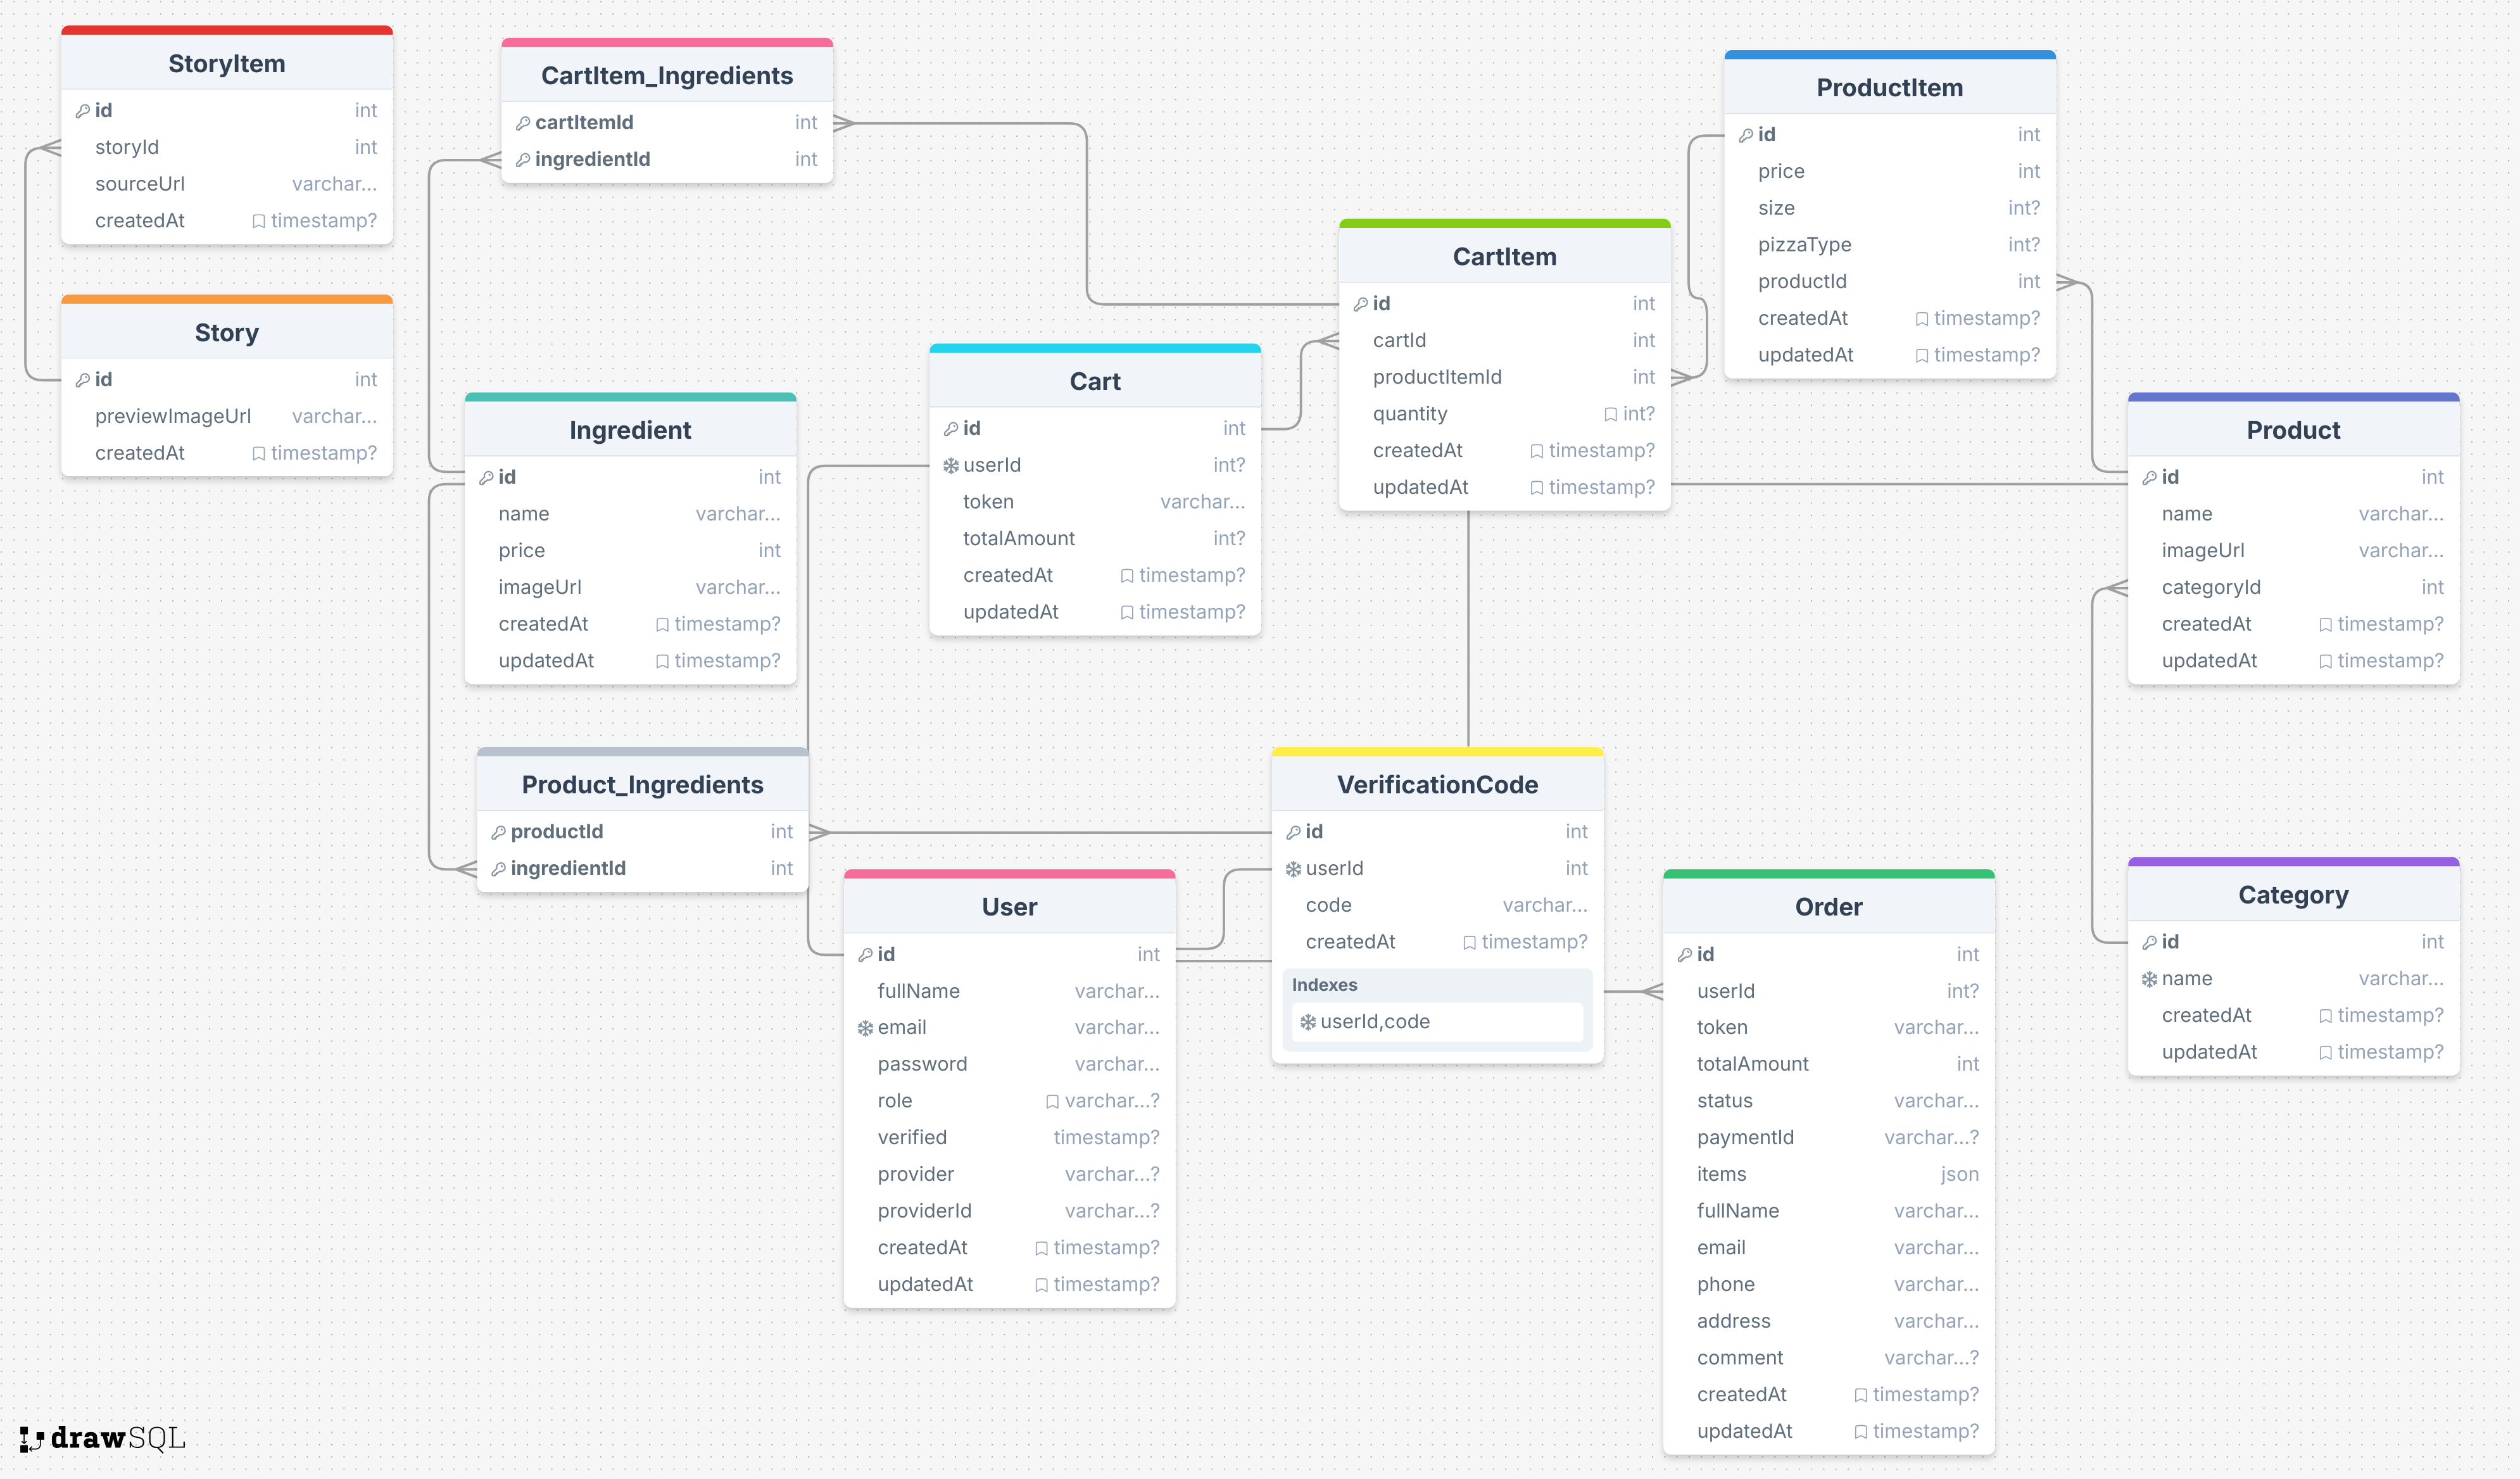 StoryItem
id int
storyId int
sourceUrl varchar...
createdAt timestamp?
Story
id int
previewImageUrl varchar...
createdAt timestamp?
CartItem_Ingredients
cartItemId int
ingredientId int
Ingredient
id int
name varchar...
price int
imageUrl varchar...
createdAt timestamp?
updatedAt timestamp?
Product_Ingredients
productId int
ingredientId int
Cart
id int
userId int?
token varchar...
totalAmount int?
createdAt timestamp?
updatedAt timestamp?
User
id int
fullName varchar...
email varchar...
password varchar...
role varchar...?
verified timestamp?
provider varchar...?
providerId varchar...?
createdAt timestamp?
updatedAt timestamp?
CartItem
id int
cartId int
productItemId int
quantity int?
createdAt timestamp?
updatedAt timestamp?
VerificationCode
id int
userId int
code varchar...
createdAt timestamp?
Indexes
userId,code
ProductItem
id int
price int
size int?
pizzaType int?
productId int
createdAt timestamp?
updatedAt timestamp?
Order
id int
userId int?
token varchar...
totalAmount int
status varchar...
paymentId varchar...?
items json
fullName varchar...
email varchar...
phone varchar...
address varchar...
comment varchar...?
createdAt timestamp?
updatedAt timestamp?
Product
id int
name varchar...
imageUrl varchar...
categoryId int
createdAt timestamp?
updatedAt timestamp?
Category
id int
name varchar...
createdAt timestamp?
updatedAt timestamp?
drawSQL